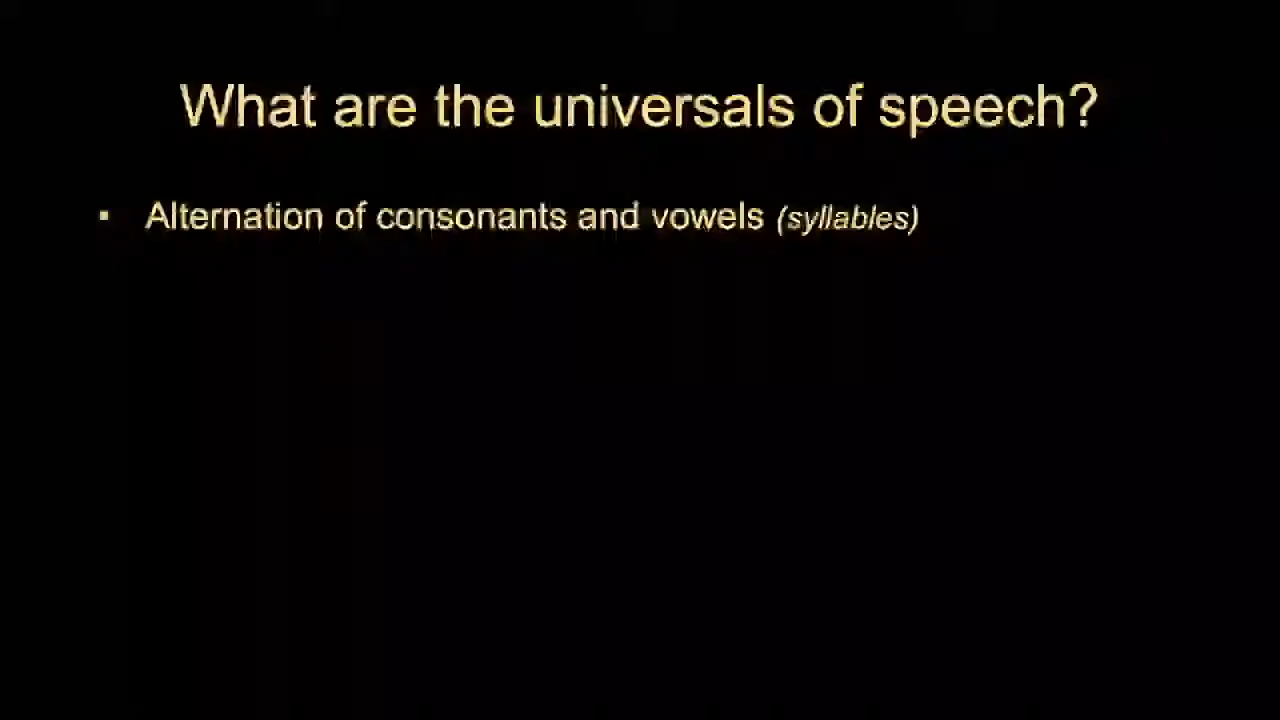 What are the universals of speech?
▪ Alternation of consonants and vowels (syllables)